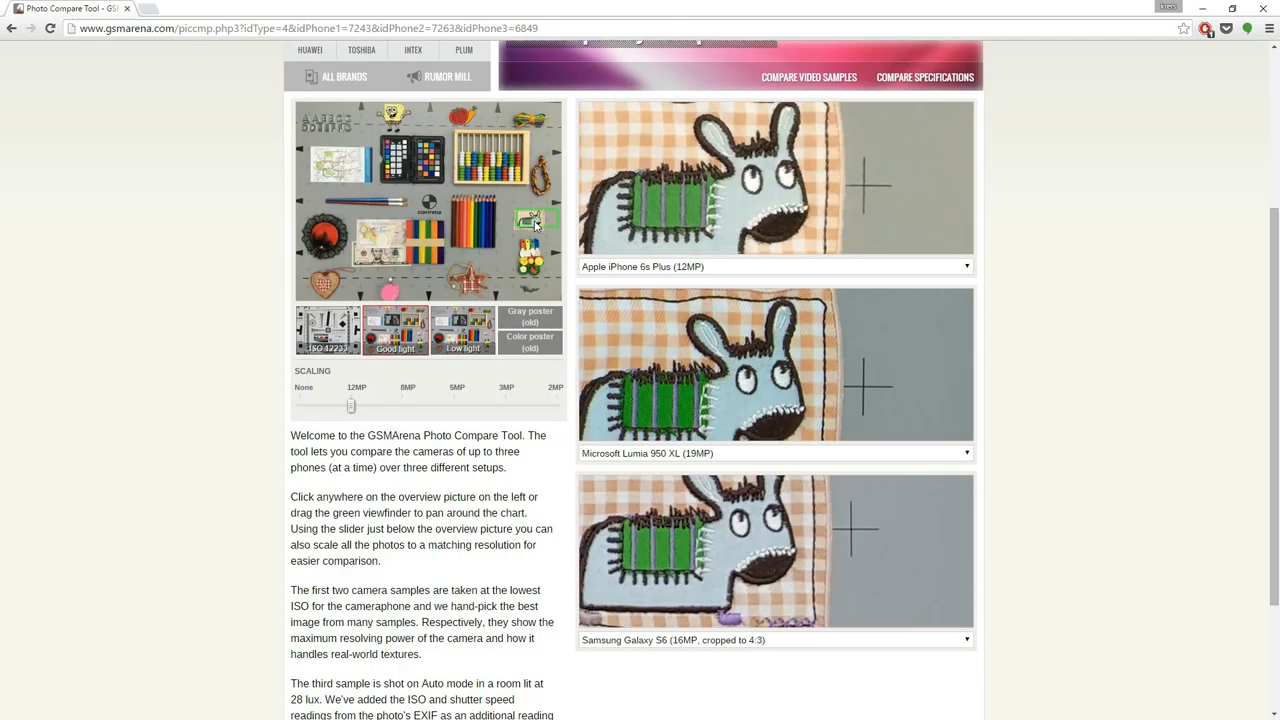 Photo Compare Tool - GSM
krees
www.gsmarena.com/piccmp.php3?idType=4&idPhone1=7243&idPhone2=7263&idPhone3=6849
HUAWEI TOSHIBA INTEX PLUM
ALL BRANDS RUMOR MILL
COMPARE VIDEO SAMPLES COMPARE SPECIFICATIONS
Apple iPhone 6s Plus (12MP)
ISO 12233 Good light Low light
Gray poster
(old)
Color poster
(old)
SCALING
None 12MP 8MP 5MP 3MP 2MP
Microsoft Lumia 950 XL (19MP)
Samsung Galaxy S6 (16MP, cropped to 4:3)
Welcome to the GSMArena Photo Compare Tool. The
tool lets you compare the cameras of up to three
phones (at a time) over three different setups.
Click anywhere on the overview picture on the left or
drag the green viewfinder to pan around the chart.
Using the slider just below the overview picture you can
also scale all the photos to a matching resolution for
easier comparison.
The first two camera samples are taken at the lowest
ISO for the cameraphone and we hand-pick the best
image from many samples. Respectively, they show the
maximum resolving power of the camera and how it
handles real-world textures.
The third sample is shot on Auto mode in a room lit at
28 lux. We've added the ISO and shutter speed
readings from the photo's EXIF as an additional reading